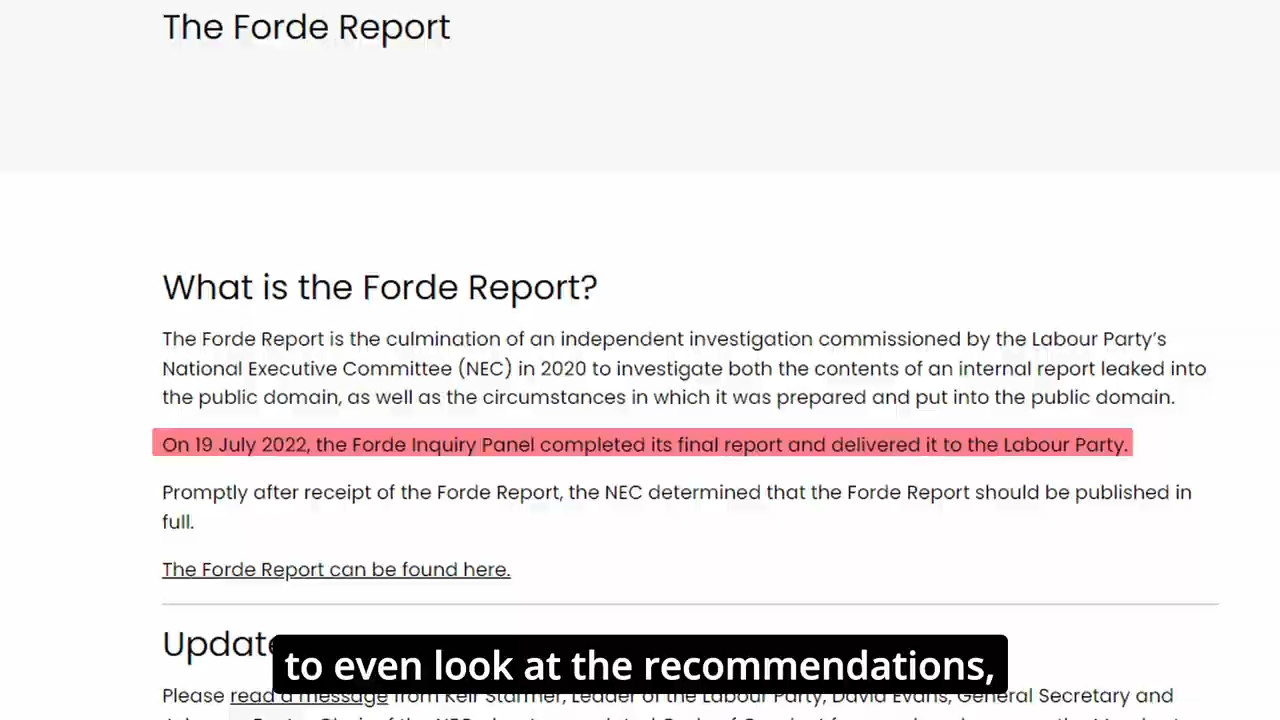 The Forde Report
What is the Forde Report?
The Forde Report is the culmination of an independent investigation commissioned by the Labour Party's
National Executive Committee (NEC) in 2020 to investigate both the contents of an internal report leaked into
the public domain, as well as the circumstances in which it was prepared and put into the public domain.
On 19 July 2022, the Forde Inquiry Panel completed its final report and delivered it to the Labour Party.
Promptly after receipt of the Forde Report, the NEC determined that the Forde Report should be published in
full.
The Forde Report can be found here.
Update
to even look at the recommendations,
Please read a message from Keir Starmer, Leader of the Labour Party, David Evans, General Secretary and